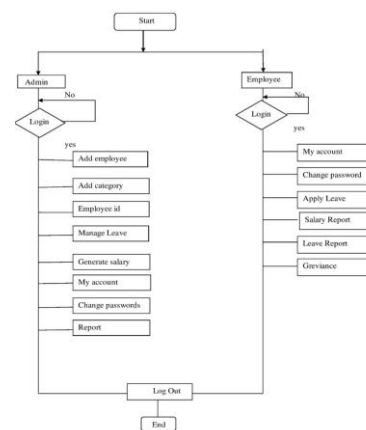 Start
Admin
No
Login
yes
Add employee
Add category
Employee id
Manage Leave
Generate salary
My account
Change passwords
Report
Employee
No
Login
yes
My account
Change password
Apply Leave
Salary Report
Leave Report
Greviance
Log Out
End